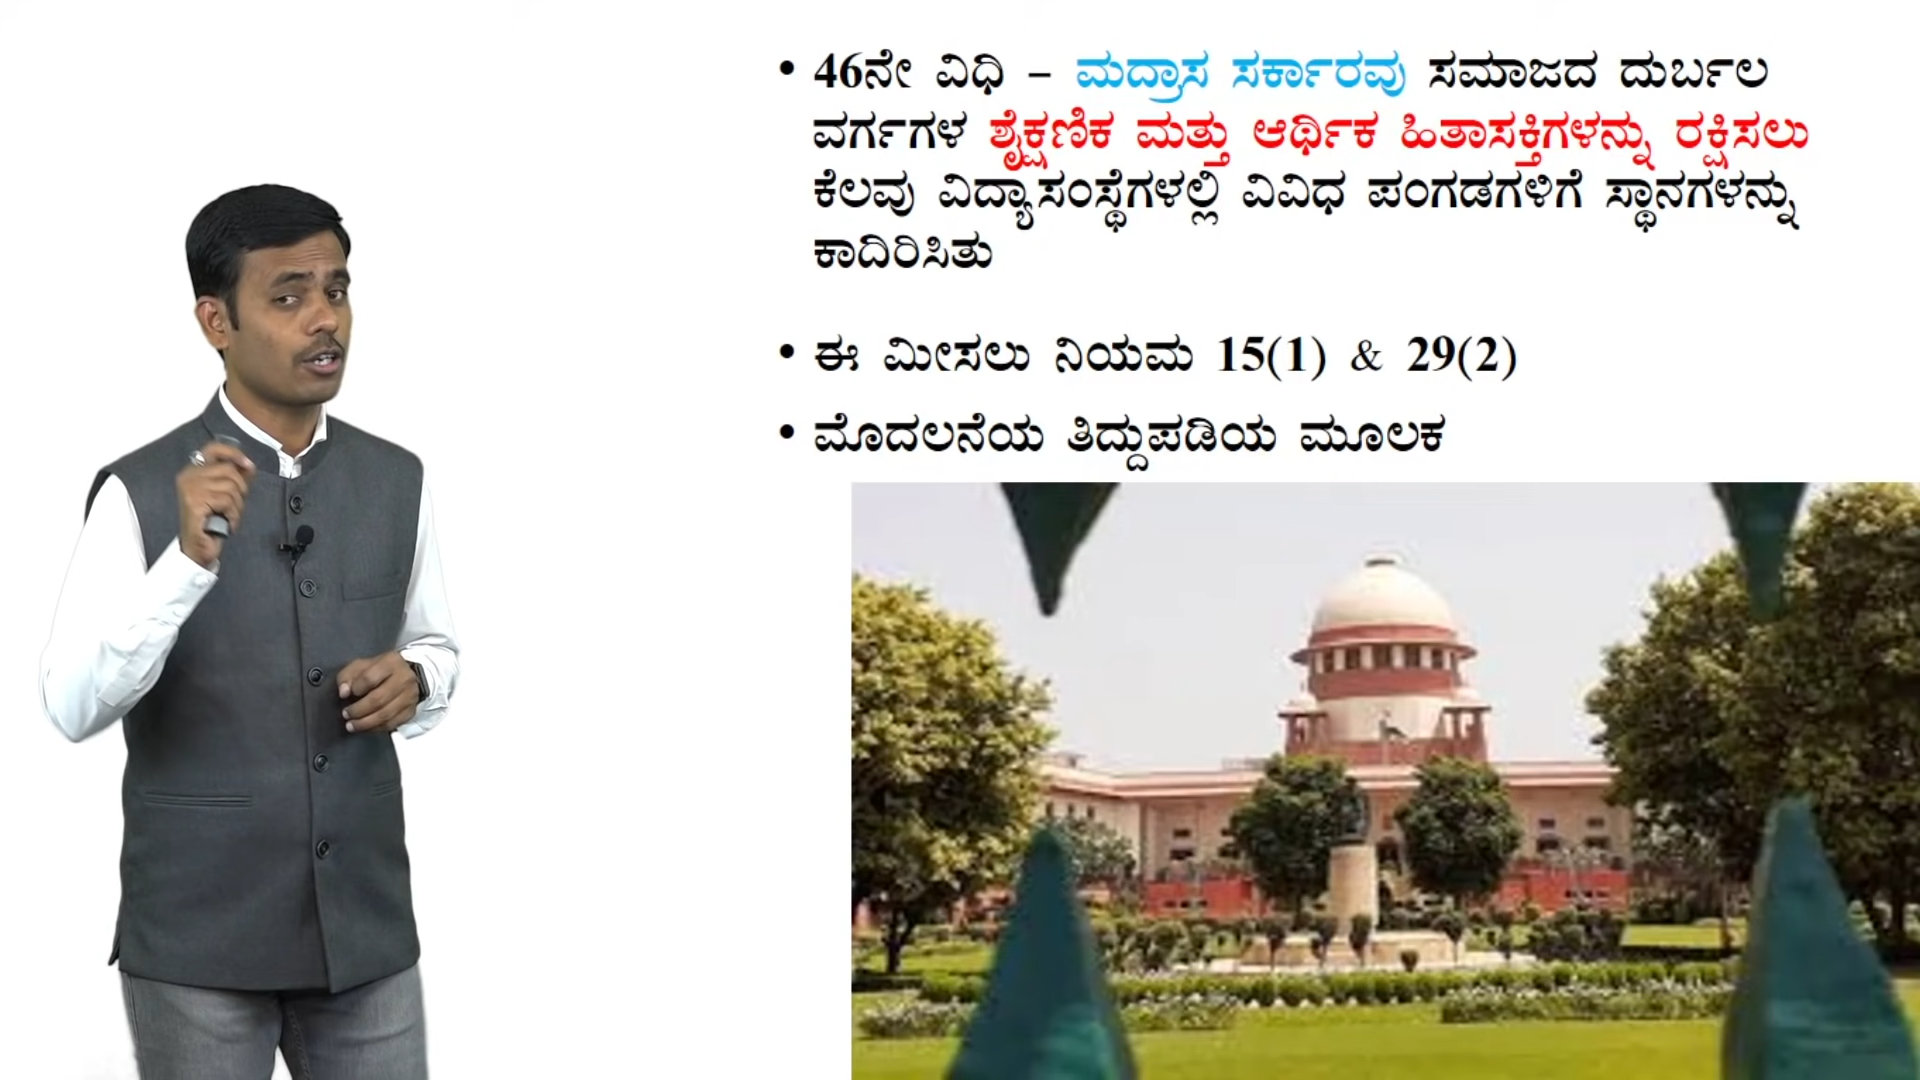 • 46ನೇ ವಿಧಿ – ಮದ್ರಾಸ ಸರ್ಕಾರವು ಸಮಾಜದ ದುರ್ಬಲ
ವರ್ಗಗಳ ಶೈಕ್ಷಣಿಕ ಮತ್ತು ಆರ್ಥಿಕ ಹಿತಾಸಕ್ತಿಗಳನ್ನು ರಕ್ಷಿಸಲು
ಕೆಲವು ವಿದ್ಯಾಸಂಸ್ಥೆಗಳಲ್ಲಿ ವಿವಿಧ ಪಂಗಡಗಳಿಗೆ ಸ್ಥಾನಗಳನ್ನು
ಕಾದಿರಿಸಿತು
• ಈ ಮೀಸಲು ನಿಯಮ 15(1) & 29(2)
• ಮೊದಲನೆಯ ತಿದ್ದುಪಡಿಯ ಮೂಲಕ